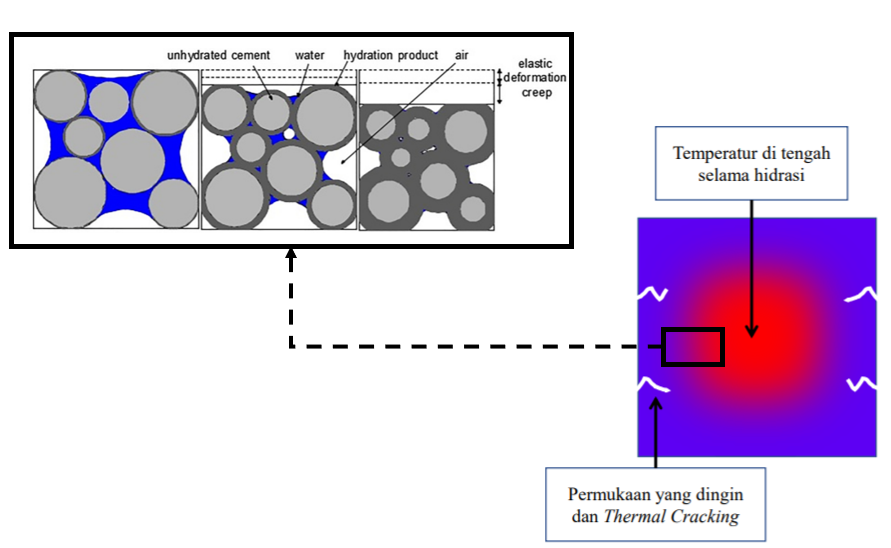 unhydrated cement water hydration product air
elastic
deformation
creep
Temperatur di tengah
selama hidrasi
Permukaan yang dingin
dan Thermal Cracking